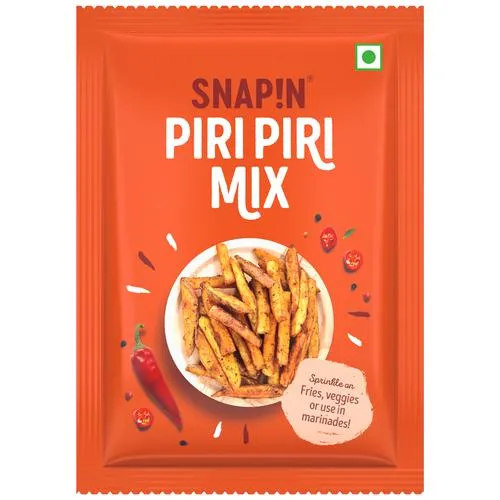 SNAP!N®
PIRI PIRI
MIX
Sprinkle on
Fries, veggies
or use in
marinades!